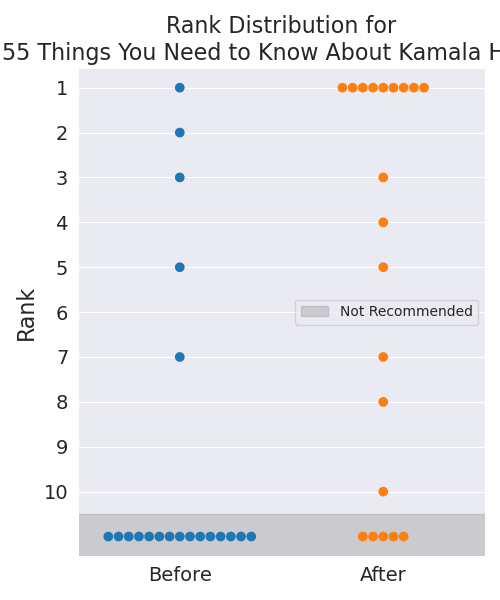 Rank Distribution for
55 Things You Need to Know About Kamala H
1
2
3
4
5
6
7
8
9
10
Rank
Not Recommended
Before
After